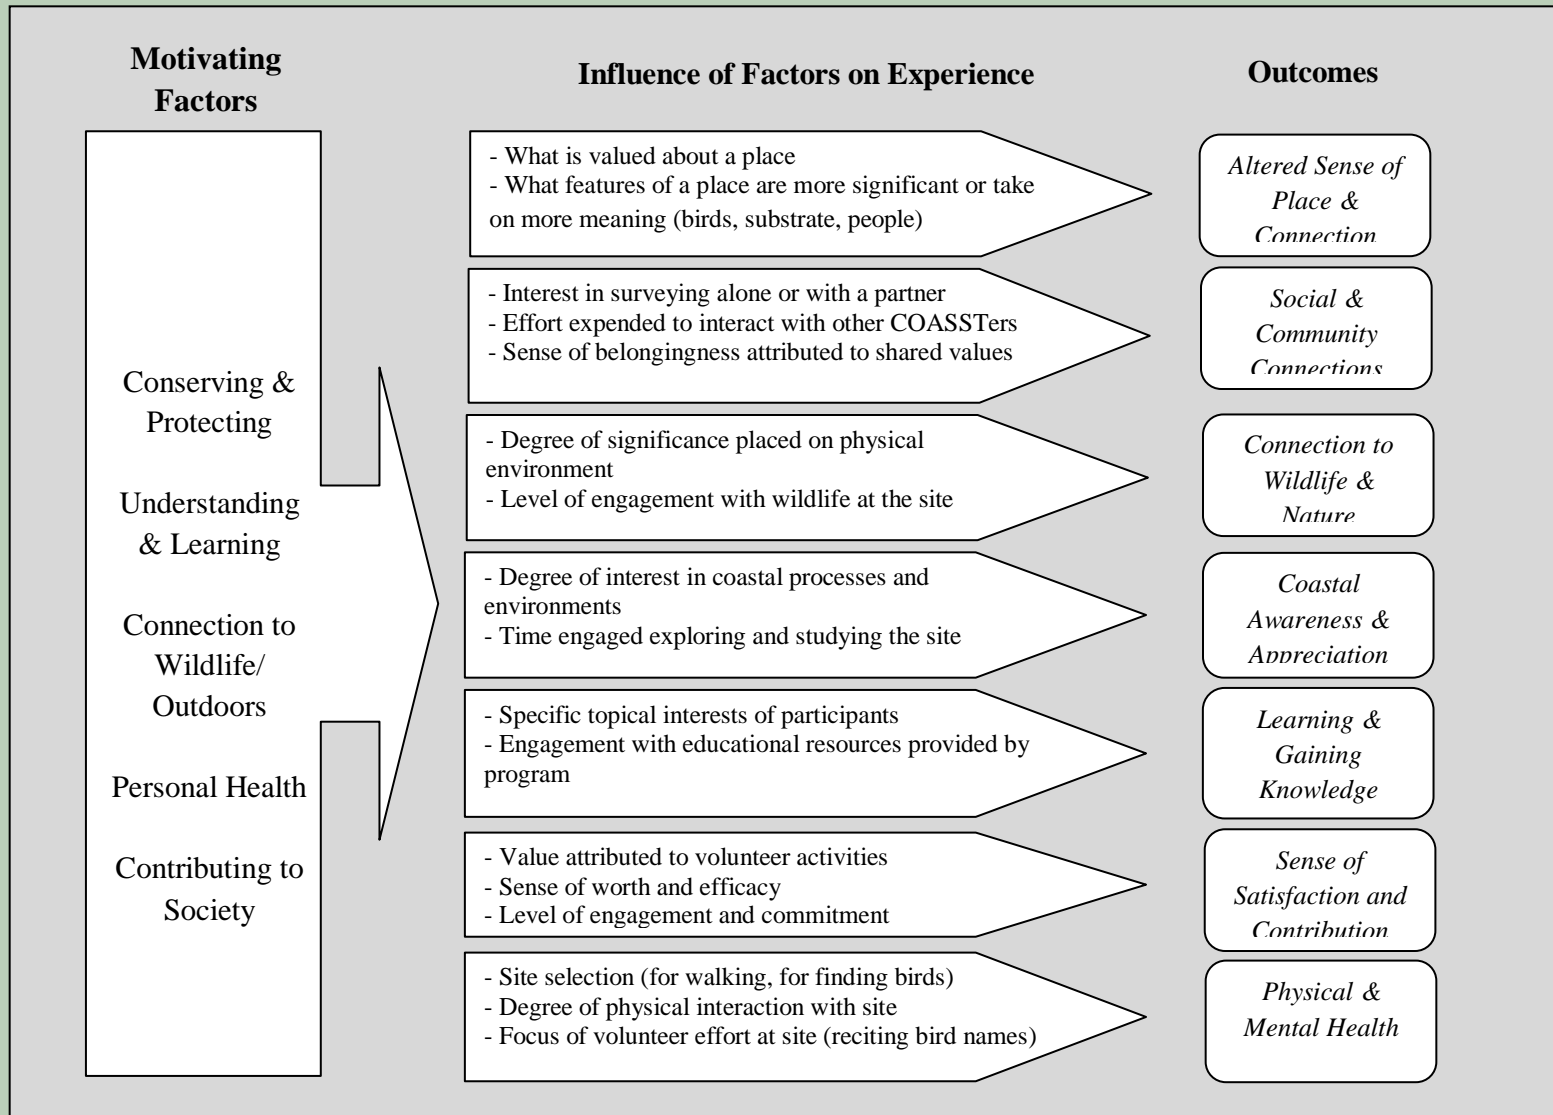 Motivating
Factors
Influence of Factors on Experience
Outcomes
Conserving &
Protecting
Understanding
& Learning
Connection to
Wildlife/
Outdoors
Personal Health
Contributing to
Society
- What is valued about a place
- What features of a place are more significant or take
on more meaning (birds, substrate, people)
Altered Sense of
Place &
Connection
- Interest in surveying alone or with a partner
- Effort expended to interact with other COASSTers
- Sense of belongingness attributed to shared values
Social &
Community
Connections
- Degree of significance placed on physical
environment
- Level of engagement with wildlife at the site
Connection to
Wildlife &
Nature
- Degree of interest in coastal processes and
environments
- Time engaged exploring and studying the site
Coastal
Awareness &
Appreciation
- Specific topical interests of participants
- Engagement with educational resources provided by
program
Learning &
Gaining
Knowledge
- Value attributed to volunteer activities
- Sense of worth and efficacy
- Level of engagement and commitment
Sense of
Satisfaction and
Contribution
- Site selection (for walking, for finding birds)
- Degree of physical interaction with site
- Focus of volunteer effort at site (reciting bird names)
Physical &
Mental Health